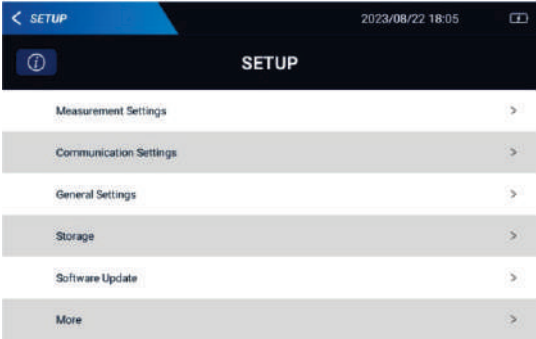 < SETUP
2023/08/22 18:05
SETUP
Measurement Settings >
Communication Settings >
General Settings >
Storage >
Software Update >
More >